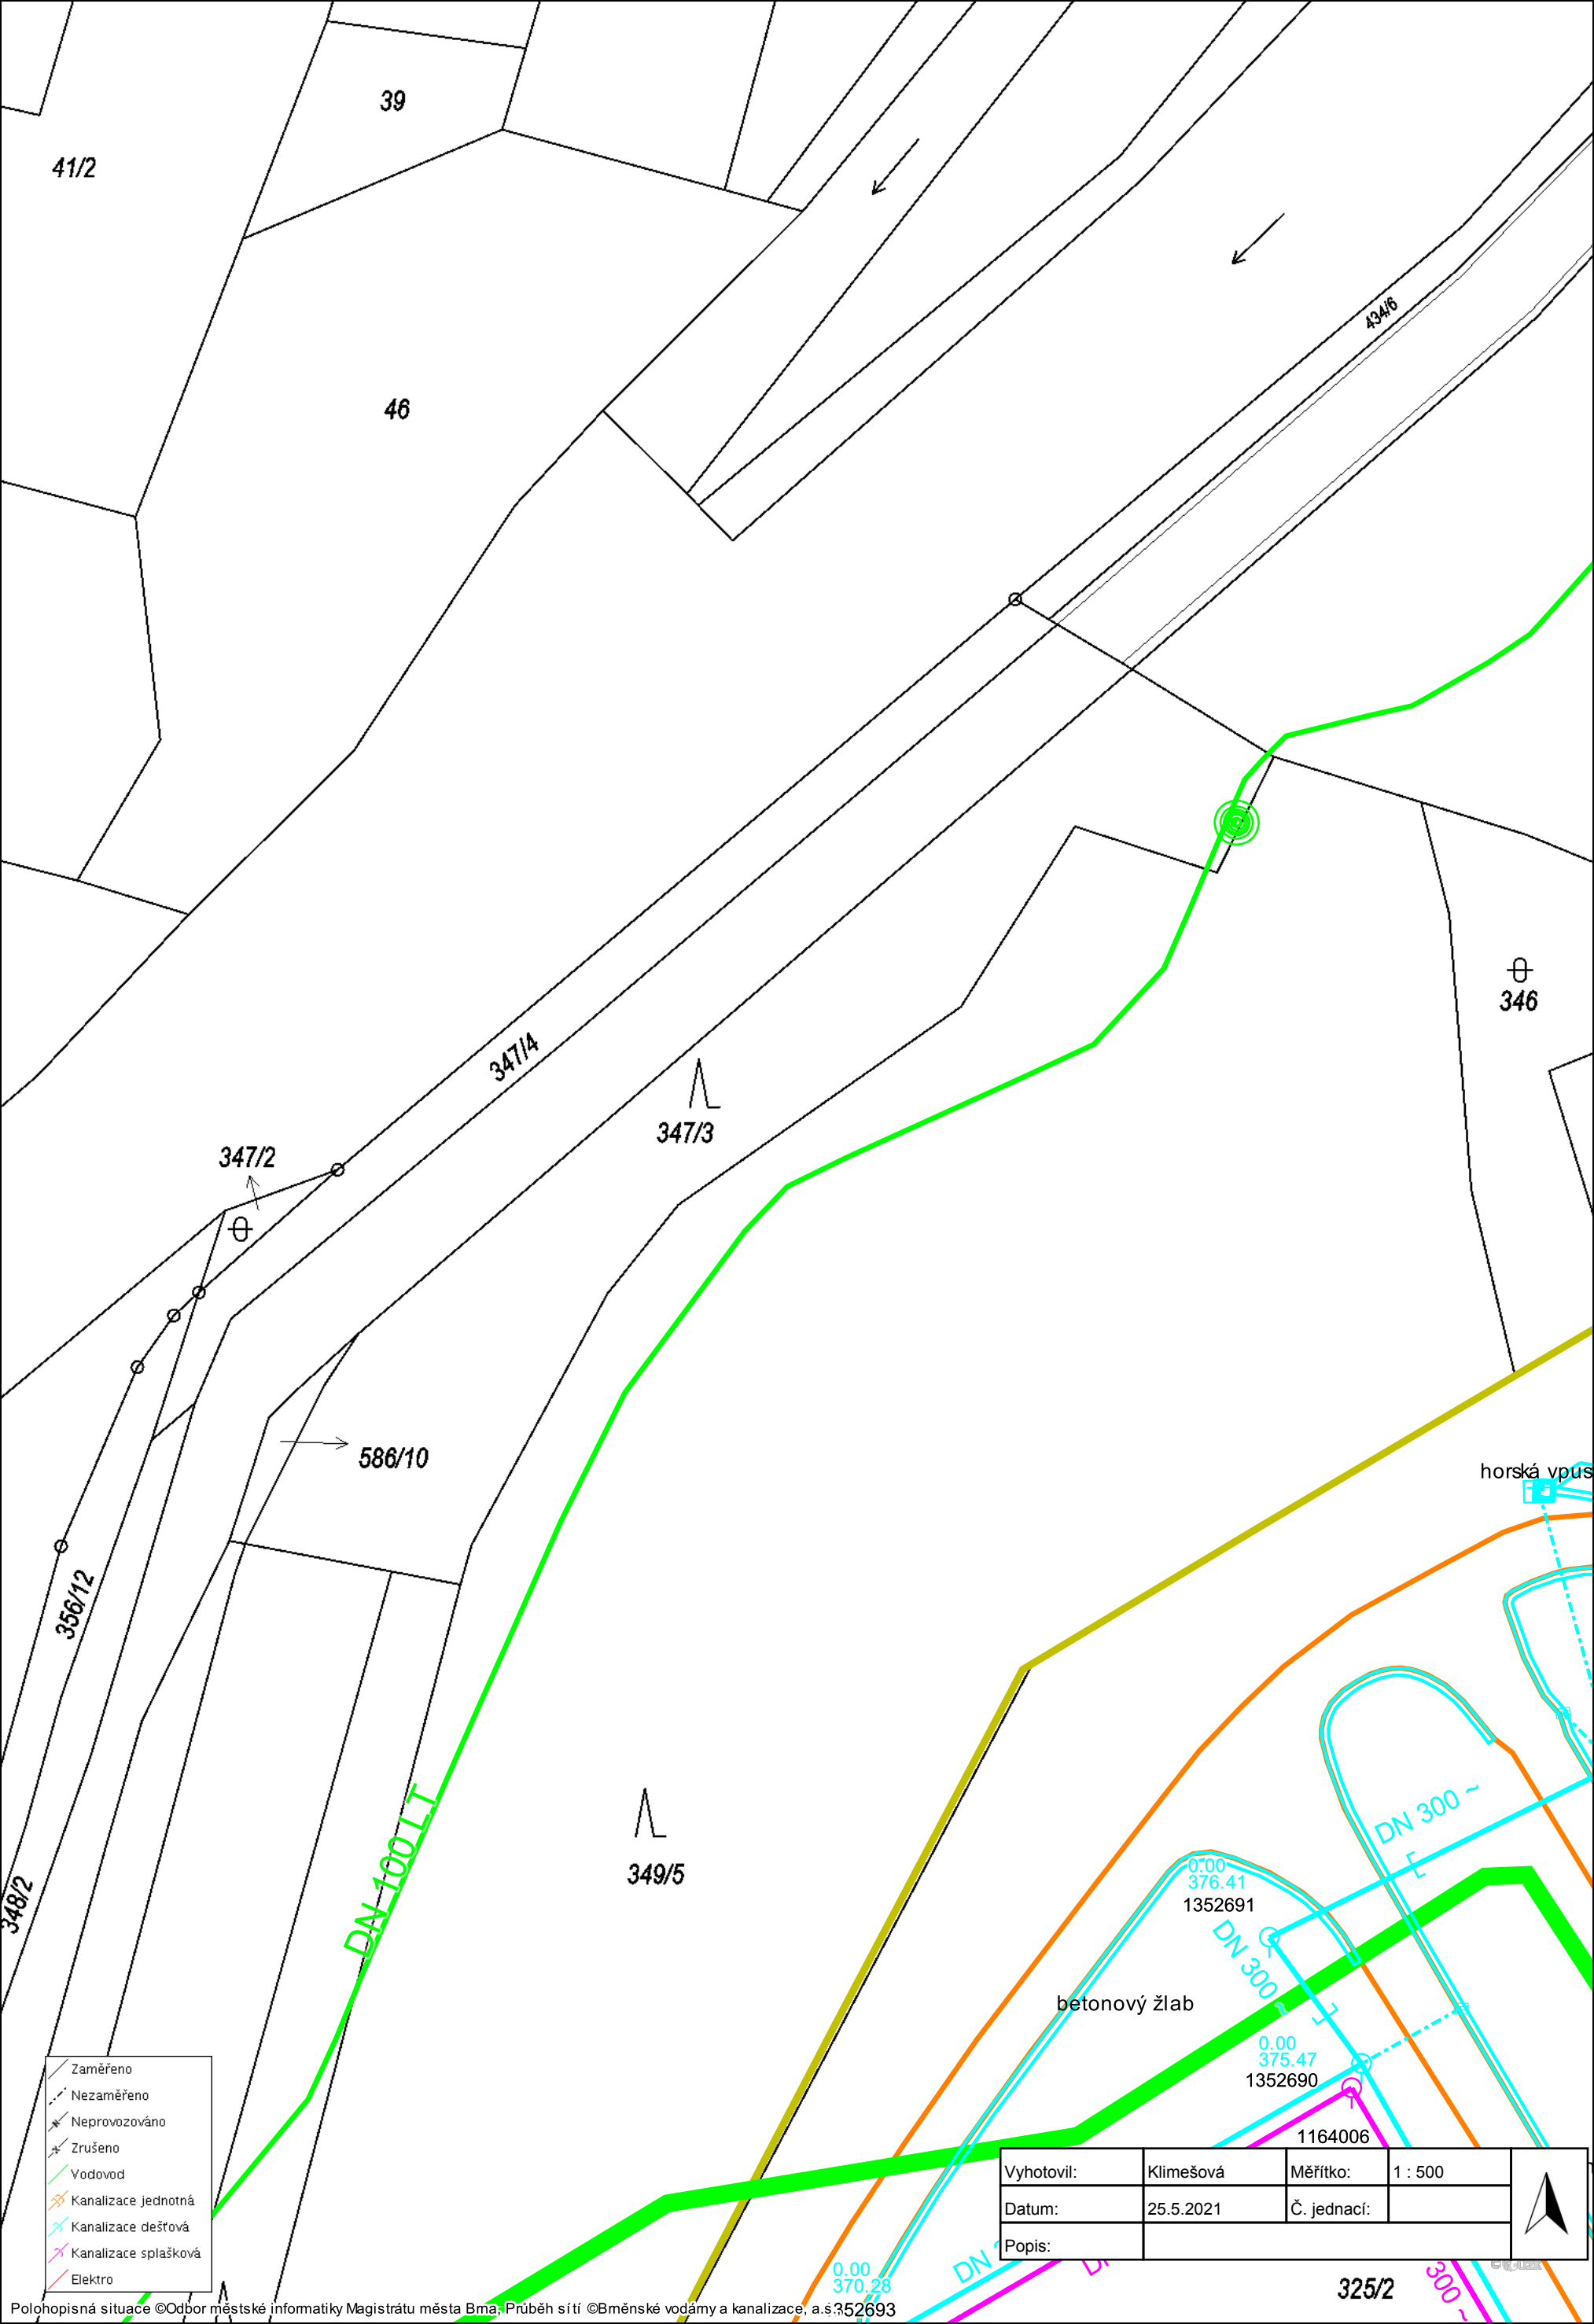 39
41/2
434/6
46
346
347/4
347/3
347/2
586/10
horská vpus
356/12
DN 300 ~
DN 100 LT
349/5
0.00
376.41
1352691
348/2
DN 300 ~
betonový žlab
0.00
375.47
1352690
1164006
Zaměřeno
Nezaměřeno
Neprovozováno
Zrušeno
Vodovod
Kanalizace jednotná
Kanalizace dešťová
Kanalizace splašková
Elektro
Vyhotovil: Klimešová Měřítko: 1 : 500
Datum: 25.5.2021 Č. jednací:
Popis:
DN
300 ~
0.00
370.28
325/2
Polohopisná situace ©Odbor městské informatiky Magistrátu města Brna, Průběh sítí ©Brněnské vodárny a kanalizace, a.s.
1352693